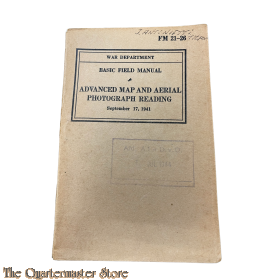 FM 21-26
WAR DEPARTMENT
BASIC FIELD MANUAL
ADVANCED MAP AND AERIAL
PHOTOGRAPH READING
September 17, 1941
The Quartermaster Store